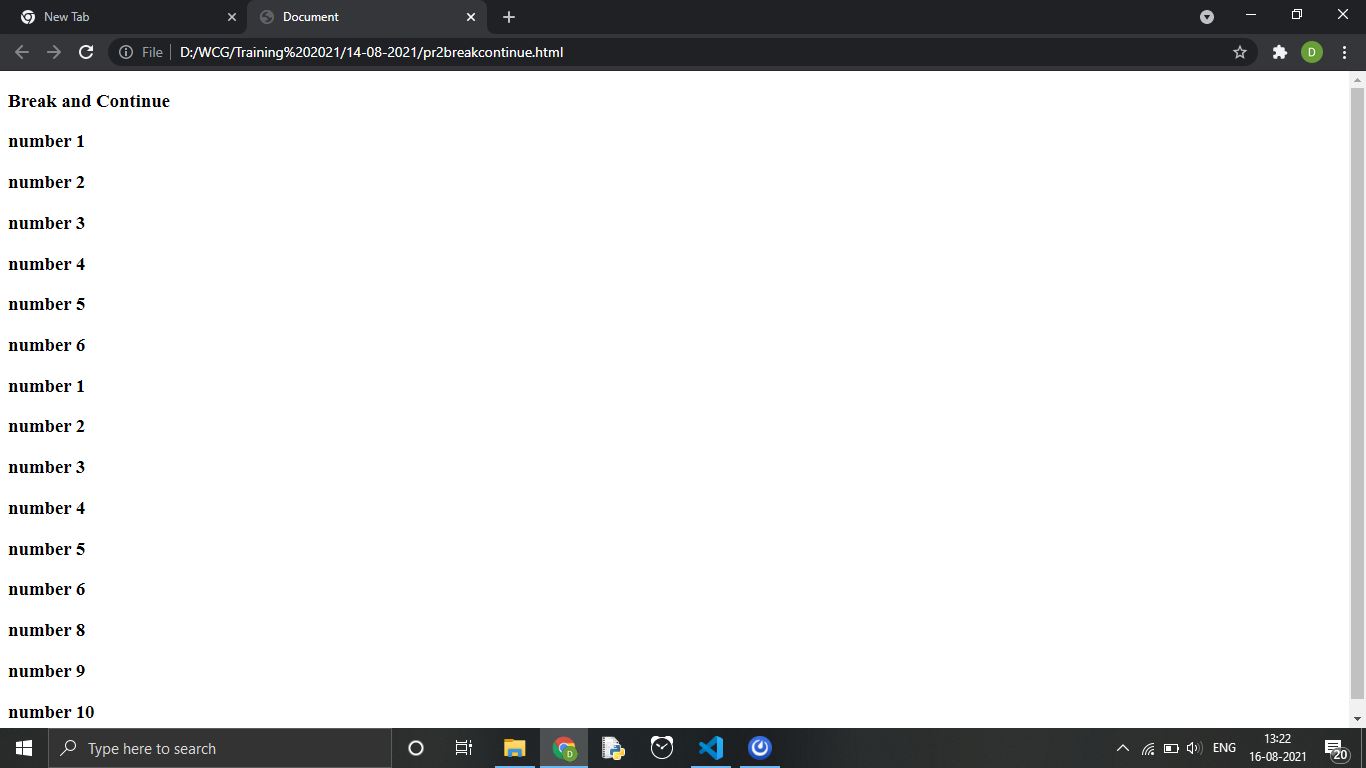 New Tab
Document
File
D:/WCG/Training%202021/14-08-2021/pr2breakcontinue.html
D
Break and Continue
number 1
number 2
number 3
number 4
number 5
number 6
number 1
number 2
number 3
number 4
number 5
number 6
number 8
number 9
number 10
Type here to search
D
ENG
13:22
16-08-2021
20